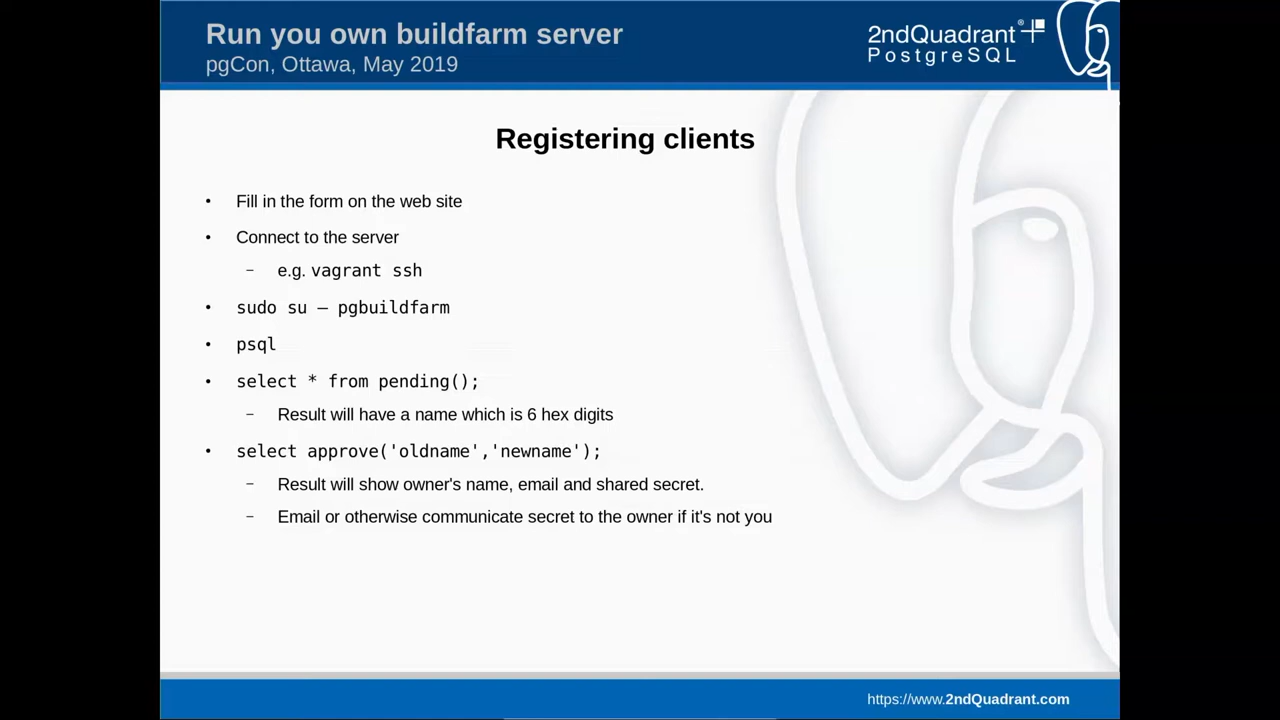 Run you own buildfarm server
pgCon, Ottawa, May 2019
2ndQuadrant®
PostgreSQL
Registering clients
• Fill in the form on the web site
• Connect to the server
– e.g. vagrant ssh
• sudo su – pgbuildfarm
• psql
• select * from pending();
– Result will have a name which is 6 hex digits
• select approve('oldname','newname');
– Result will show owner's name, email and shared secret.
– Email or otherwise communicate secret to the owner if it's not you
https://www.2ndQuadrant.com